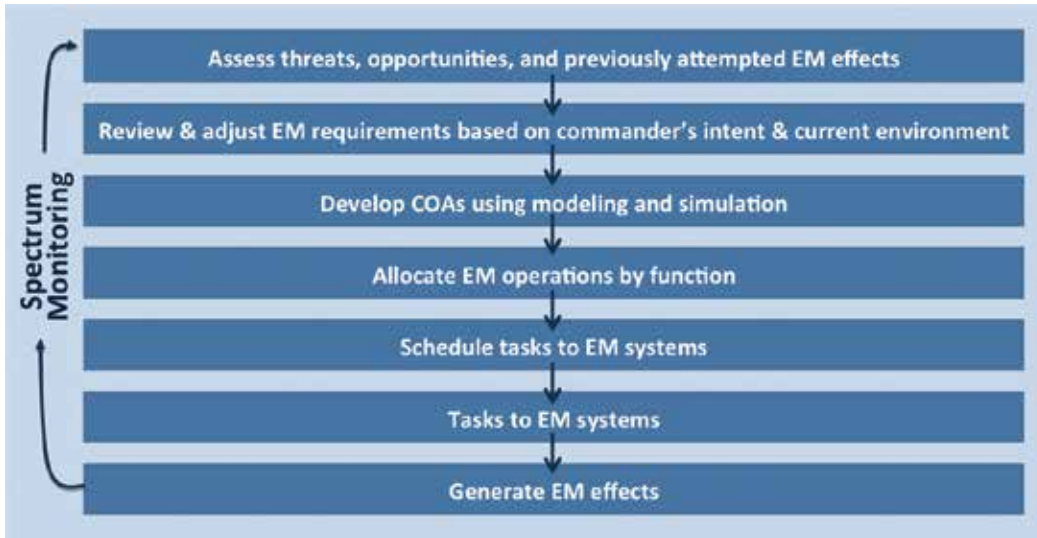 Assess threats, opportunities, and previously attempted EM effects
Review & adjust EM requirements based on commander's intent & current environment
Develop COAs using modeling and simulation
Allocate EM operations by function
Schedule tasks to EM systems
Tasks to EM systems
Generate EM effects
Spectrum
Monitoring